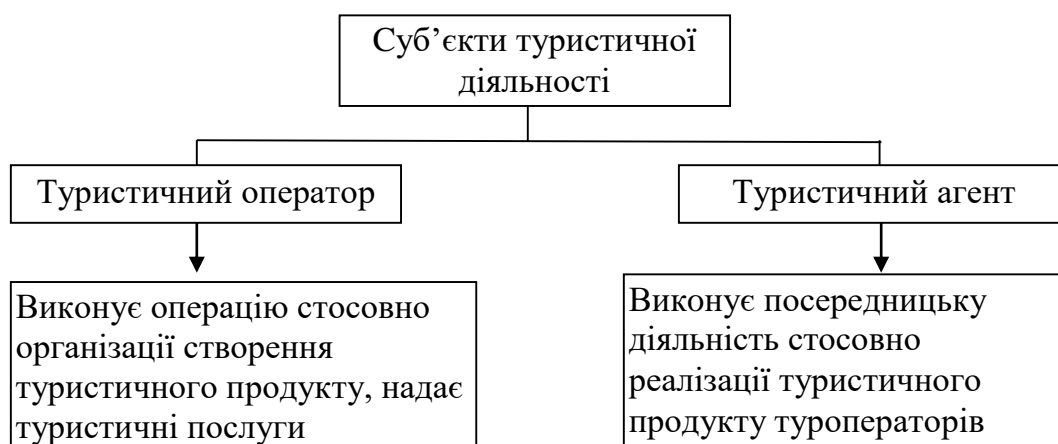 Суб’єкти туристичної
діяльності
Туристичний оператор
Туристичний агент
Виконує операцію стосовно
організації створення
туристичного продукту, надає
туристичні послуги
Виконує посередницьку
діяльність стосовно
реалізації туристичного
продукту туроператорів